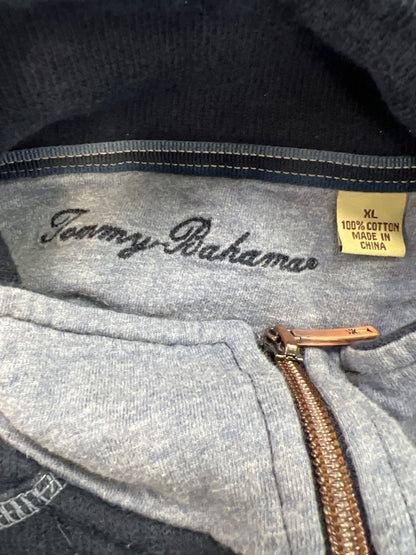 Tommy Bahama
XL
100% COTTON
MADE IN
CHINA